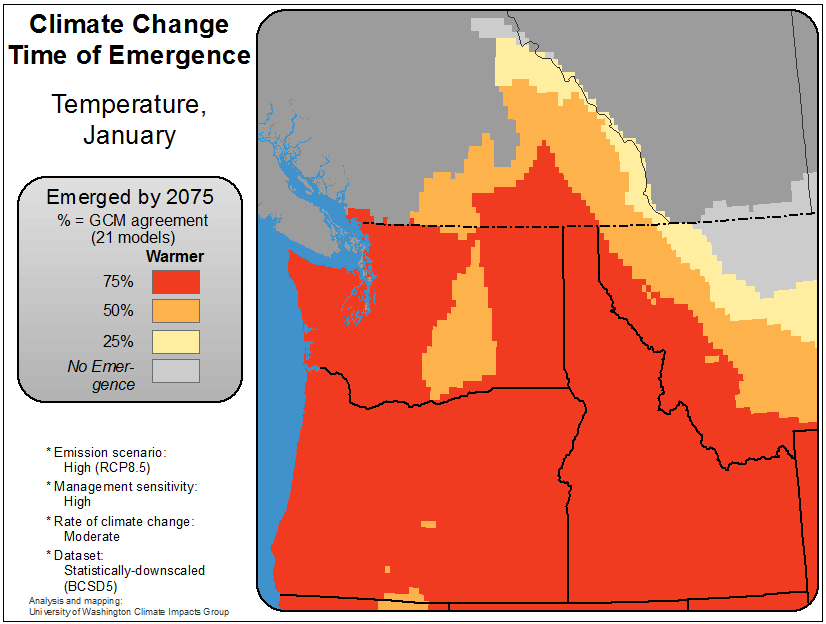 Climate Change
Time of Emergence
Temperature,
January
Emerged by 2075
% = GCM agreement
(21 models)
Warmer
75%
50%
25%
No Emer-
gence
* Emission scenario:
High (RCP8.5)
* Management sensitivity:
High
* Rate of climate change:
Moderate
* Dataset:
Statistically-downscaled
(BCSD5)
Analysis and mapping:
University of Washington Climate Impacts Group